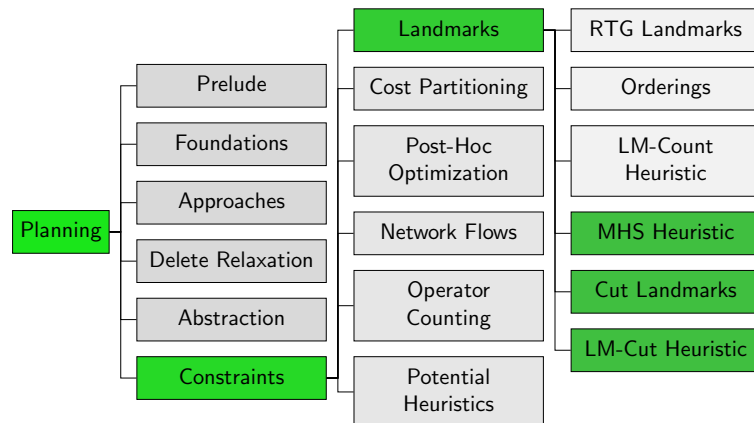 Planning
Prelude
Foundations
Approaches
Delete Relaxation
Abstraction
Constraints
Landmarks
Cost Partitioning
Post-Hoc
Optimization
Network Flows
Operator
Counting
Potential
Heuristics
RTG Landmarks
Orderings
LM-Count
Heuristic
MHS Heuristic
Cut Landmarks
LM-Cut Heuristic